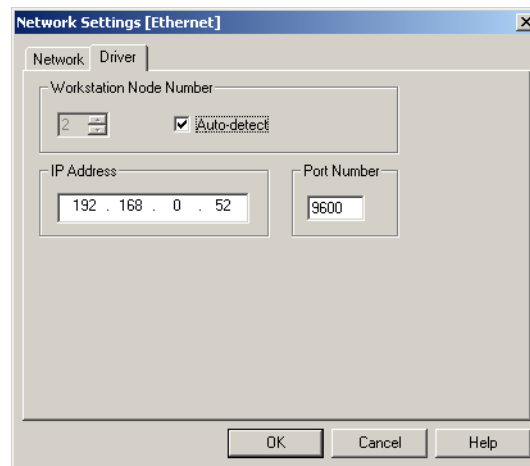 Network Settings [Ethernet]
Network Driver
Workstation Node Number
2 Auto-detect
IP Address Port Number
192 . 168 . 0 . 52 9600
OK Cancel Help